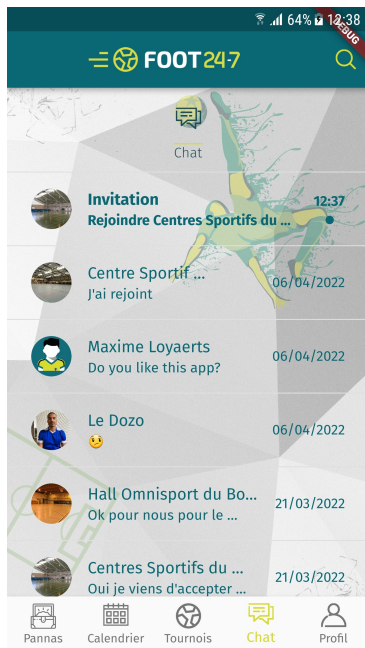 64% 12:38
DEBUG
FOOT24-7
Chat
Invitation 12:37
Rejoindre Centres Sportifs du ...
Centre Sportif ...
J'ai rejoint 06/04/2022
Maxime Loyaerts
Do you like this app? 06/04/2022
Le Dozo
06/04/2022
Hall Omnisport du Bo...
Ok pour nous pour le ... 21/03/2022
Centres Sportifs du ...
Oui je viens d'accepter ... 21/03/2022
Pannas Calendrier Tournois Chat Profil